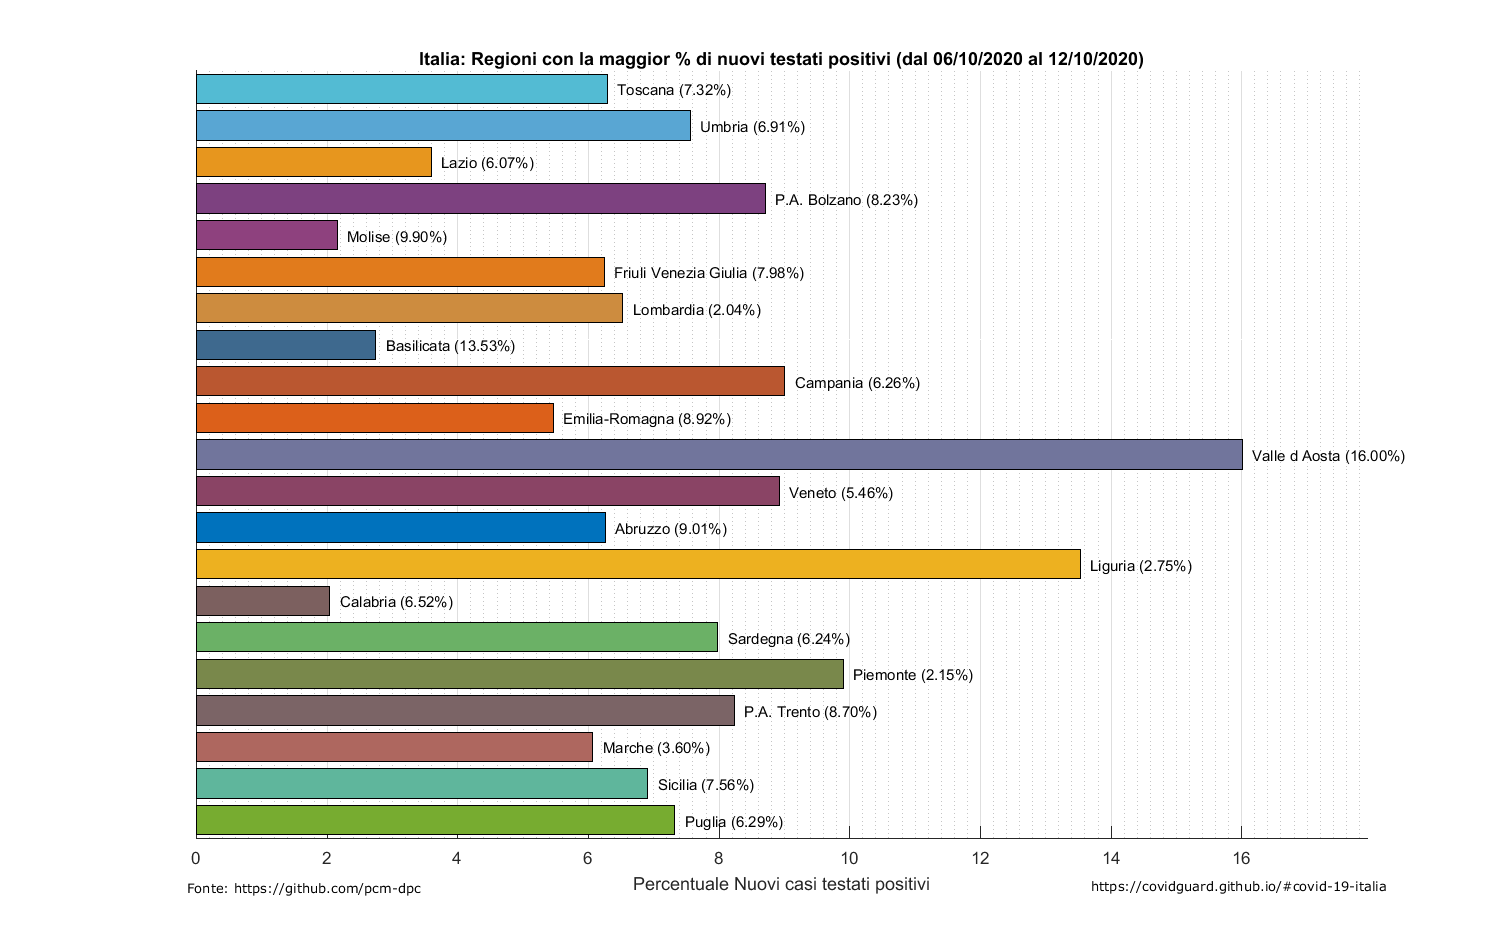 Italia: Regioni con la maggior % di nuovi testati positivi (dal 06/10/2020 al 12/10/2020)
Toscana (7.32%)
Umbria (6.91%)
Lazio (6.07%)
P.A. Bolzano (8.23%)
Molise (9.90%)
Friuli Venezia Giulia (7.98%)
Lombardia (2.04%)
Basilicata (13.53%)
Campania (6.26%)
Emilia-Romagna (8.92%)
Valle d Aosta (16.00%)
Veneto (5.46%)
Abruzzo (9.01%)
Liguria (2.75%)
Calabria (6.52%)
Sardegna (6.24%)
Piemonte (2.15%)
P.A. Trento (8.70%)
Marche (3.60%)
Sicilia (7.56%)
Puglia (6.29%)
0 2 4 6 8 10 12 14 16
Percentuale Nuovi casi testati positivi
Fonte: https://github.com/pcm-dpc
https://covidguard.github.io/#covid-19-italia